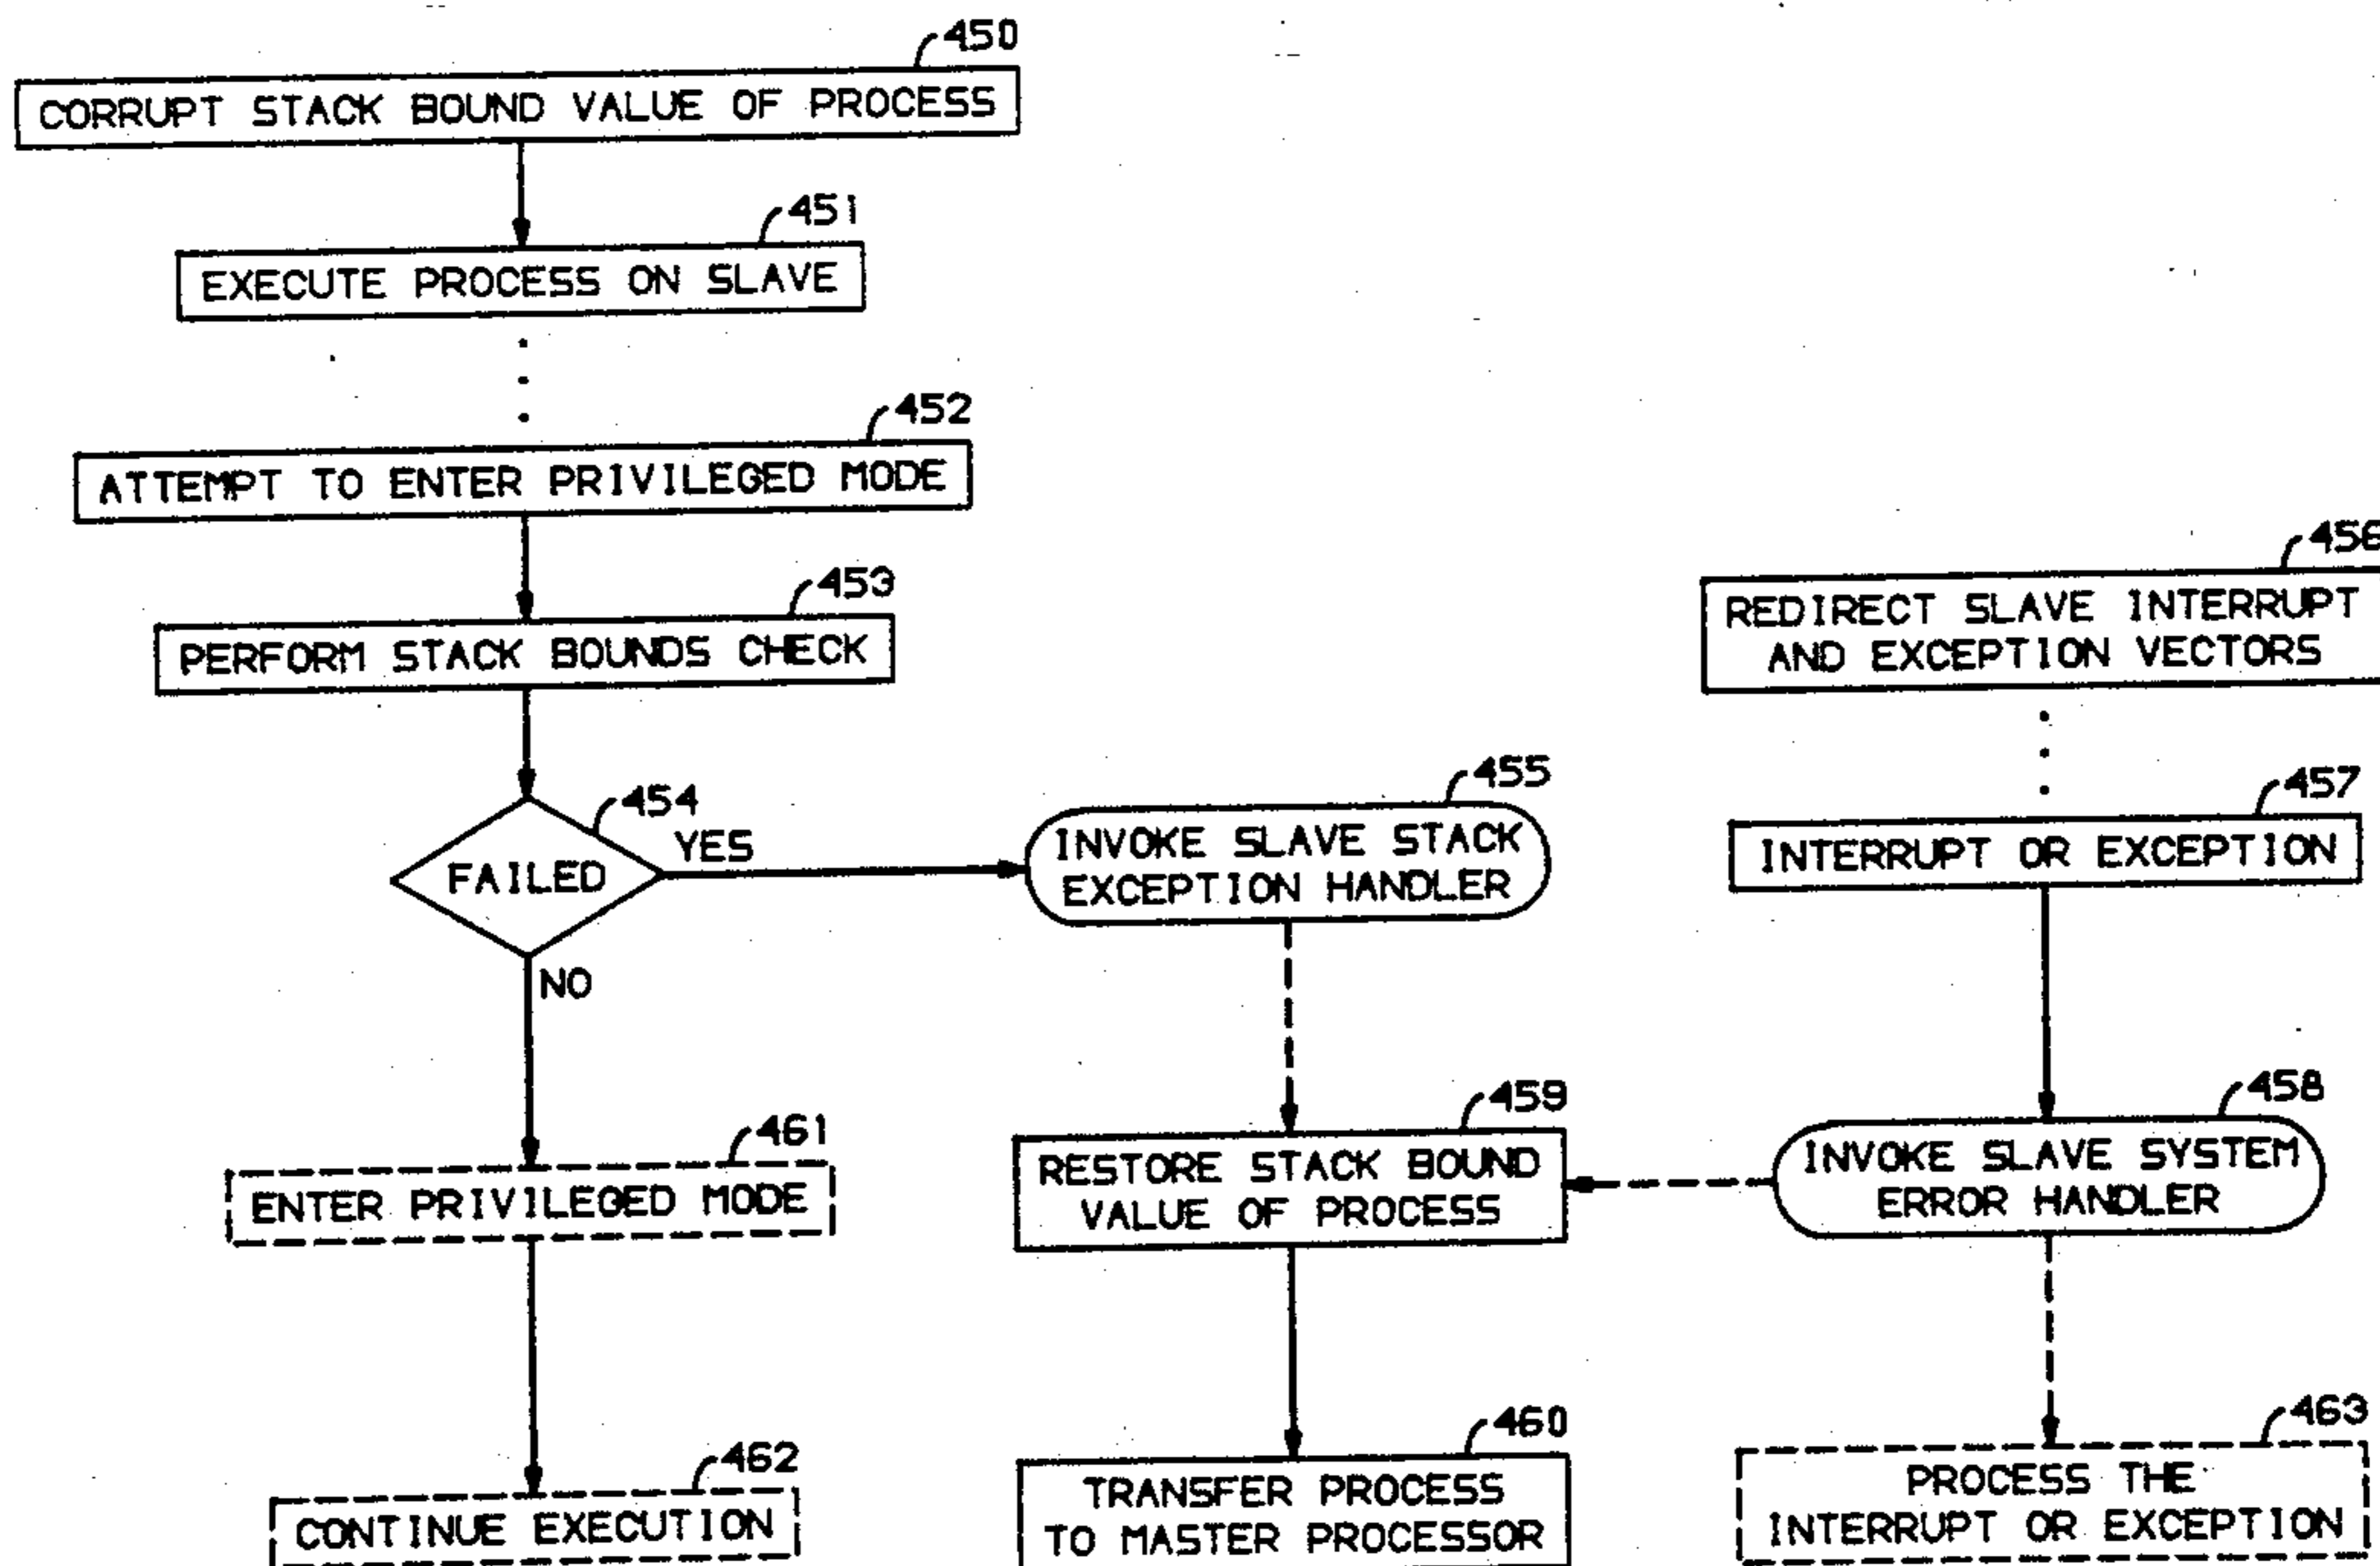 450
CORRUPT STACK BOUND VALUE OF PROCESS
451
EXECUTE PROCESS ON SLAVE
452
ATTEMPT TO ENTER PRIVILEGED MODE
453
PERFORM STACK BOUNDS CHECK
454
FAILED
YES
NO
455
INVOKE SLAVE STACK
EXCEPTION HANDLER
456
REDIRECT SLAVE INTERRUPT
AND EXCEPTION VECTORS
457
INTERRUPT OR EXCEPTION
458
INVOKE SLAVE SYSTEM
ERROR HANDLER
459
RESTORE STACK BOUND
VALUE OF PROCESS
460
TRANSFER PROCESS
TO MASTER PROCESSOR
461
ENTER PRIVILEGED MODE
462
CONTINUE EXECUTION
463
PROCESS THE
INTERRUPT OR EXCEPTION